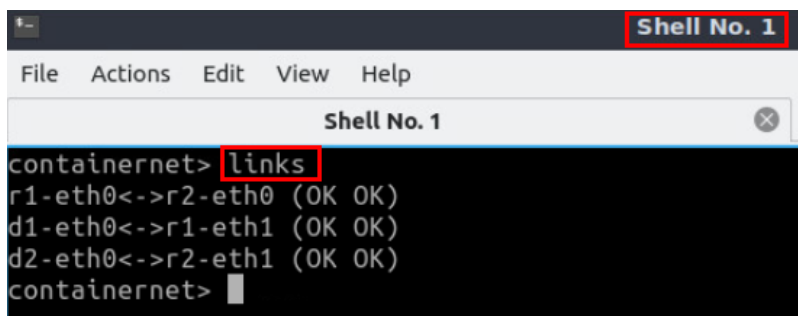 Shell No. 1
File Actions Edit View Help
Shell No. 1
containernet> links
r1-eth0<->r2-eth0 (OK OK)
d1-eth0<->r1-eth1 (OK OK)
d2-eth0<->r2-eth1 (OK OK)
containernet>